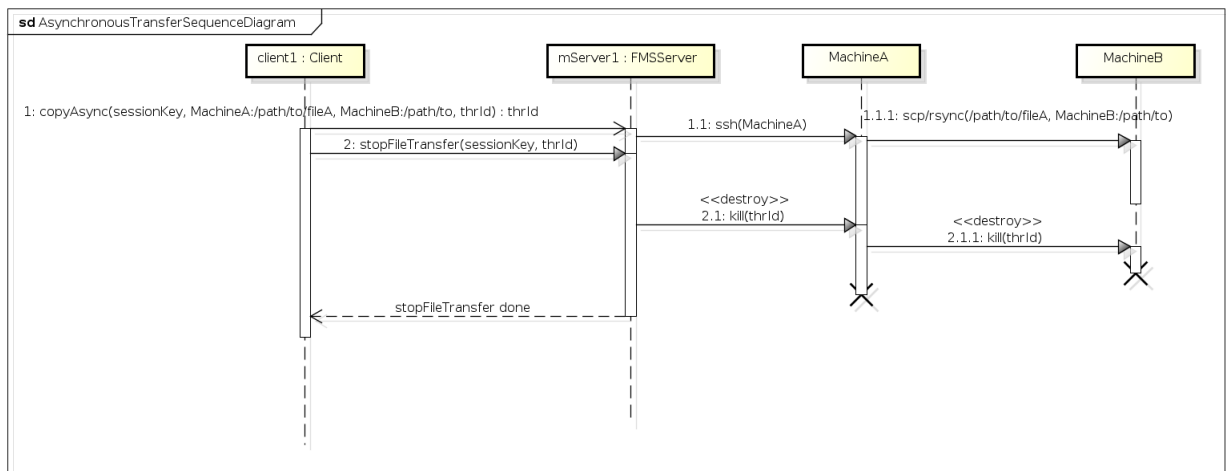 sd AsynchronousTransferSequenceDiagram
client1 : Client
mServer1 : FMSServer
MachineA
MachineB
1: copyAsync(sessionKey, MachineA:/path/to/fileA, MachineB:/path/to, thrId) : thrId
1.1: ssh(MachineA)
1.1.1: scp/rsync(/path/to/fileA, MachineB:/path/to)
2: stopFileTransfer(sessionKey, thrId)
<<destroy>>
2.1: kill(thrId)
<<destroy>>
2.1.1: kill(thrId)
stopFileTransfer done